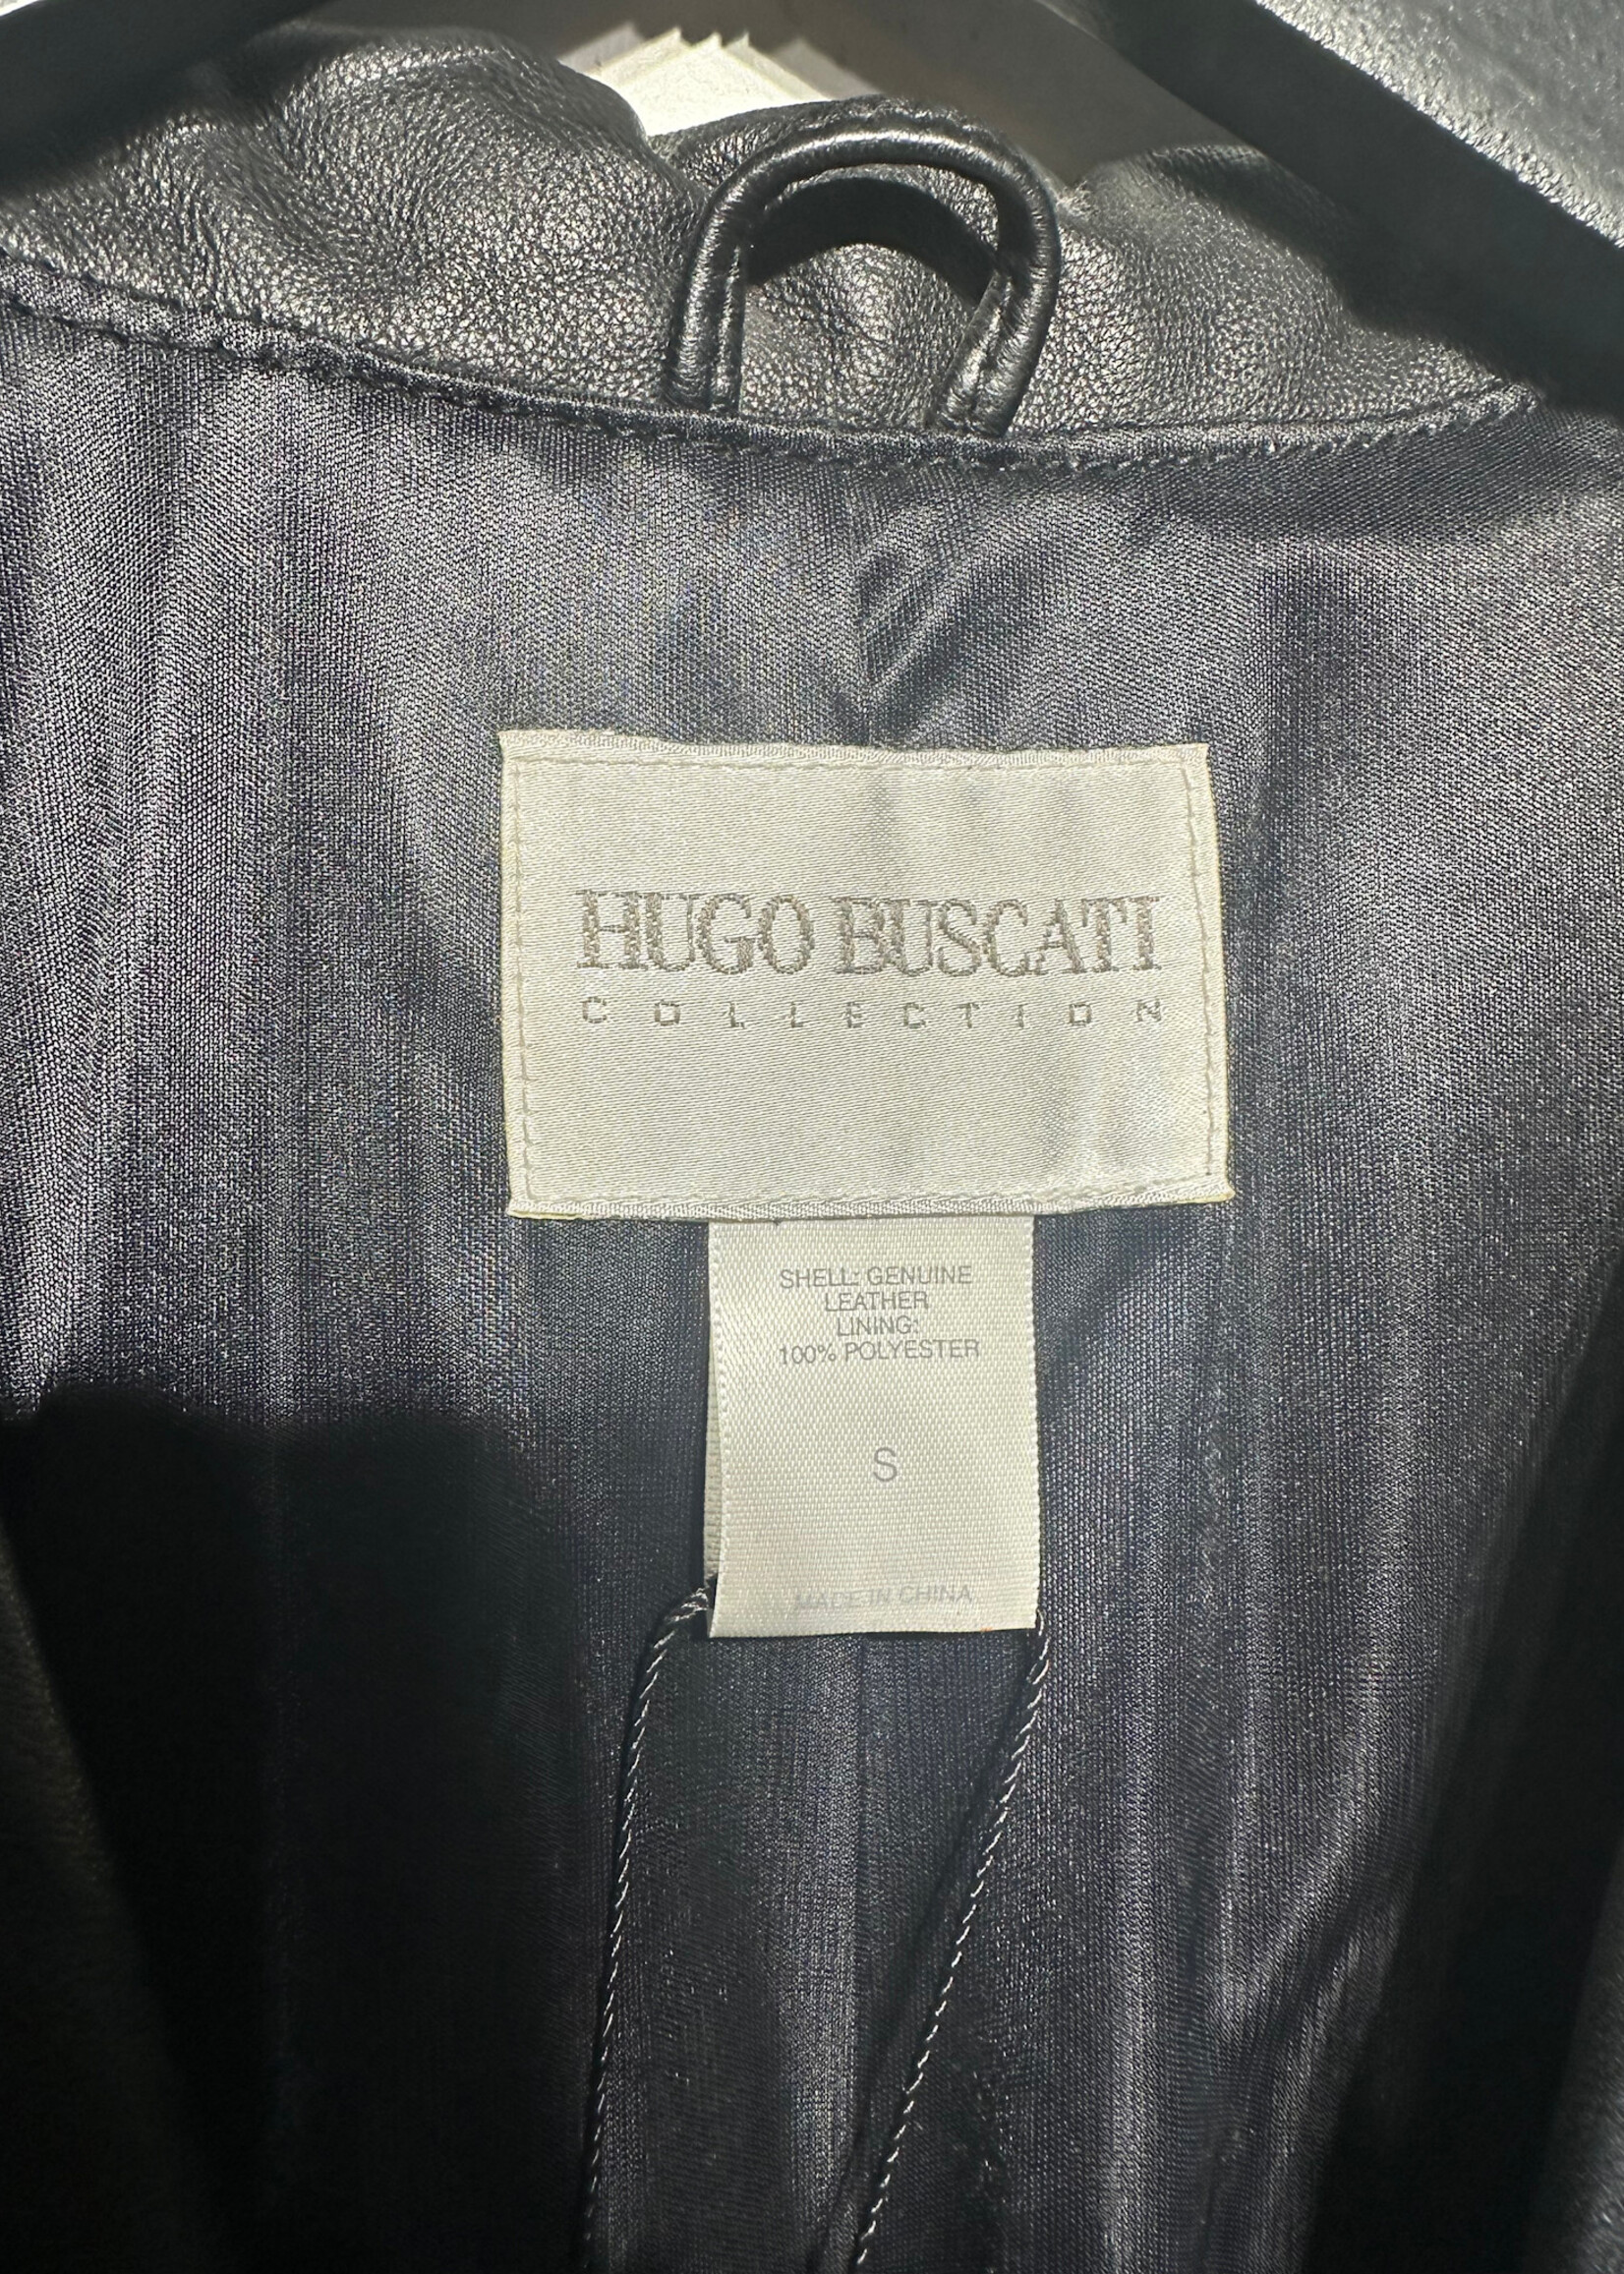 HUGO BUSCATI
COLLECTION
SHELL: GENUINE
LEATHER
LINING:
100% POLYESTER
S
MADE IN CHINA